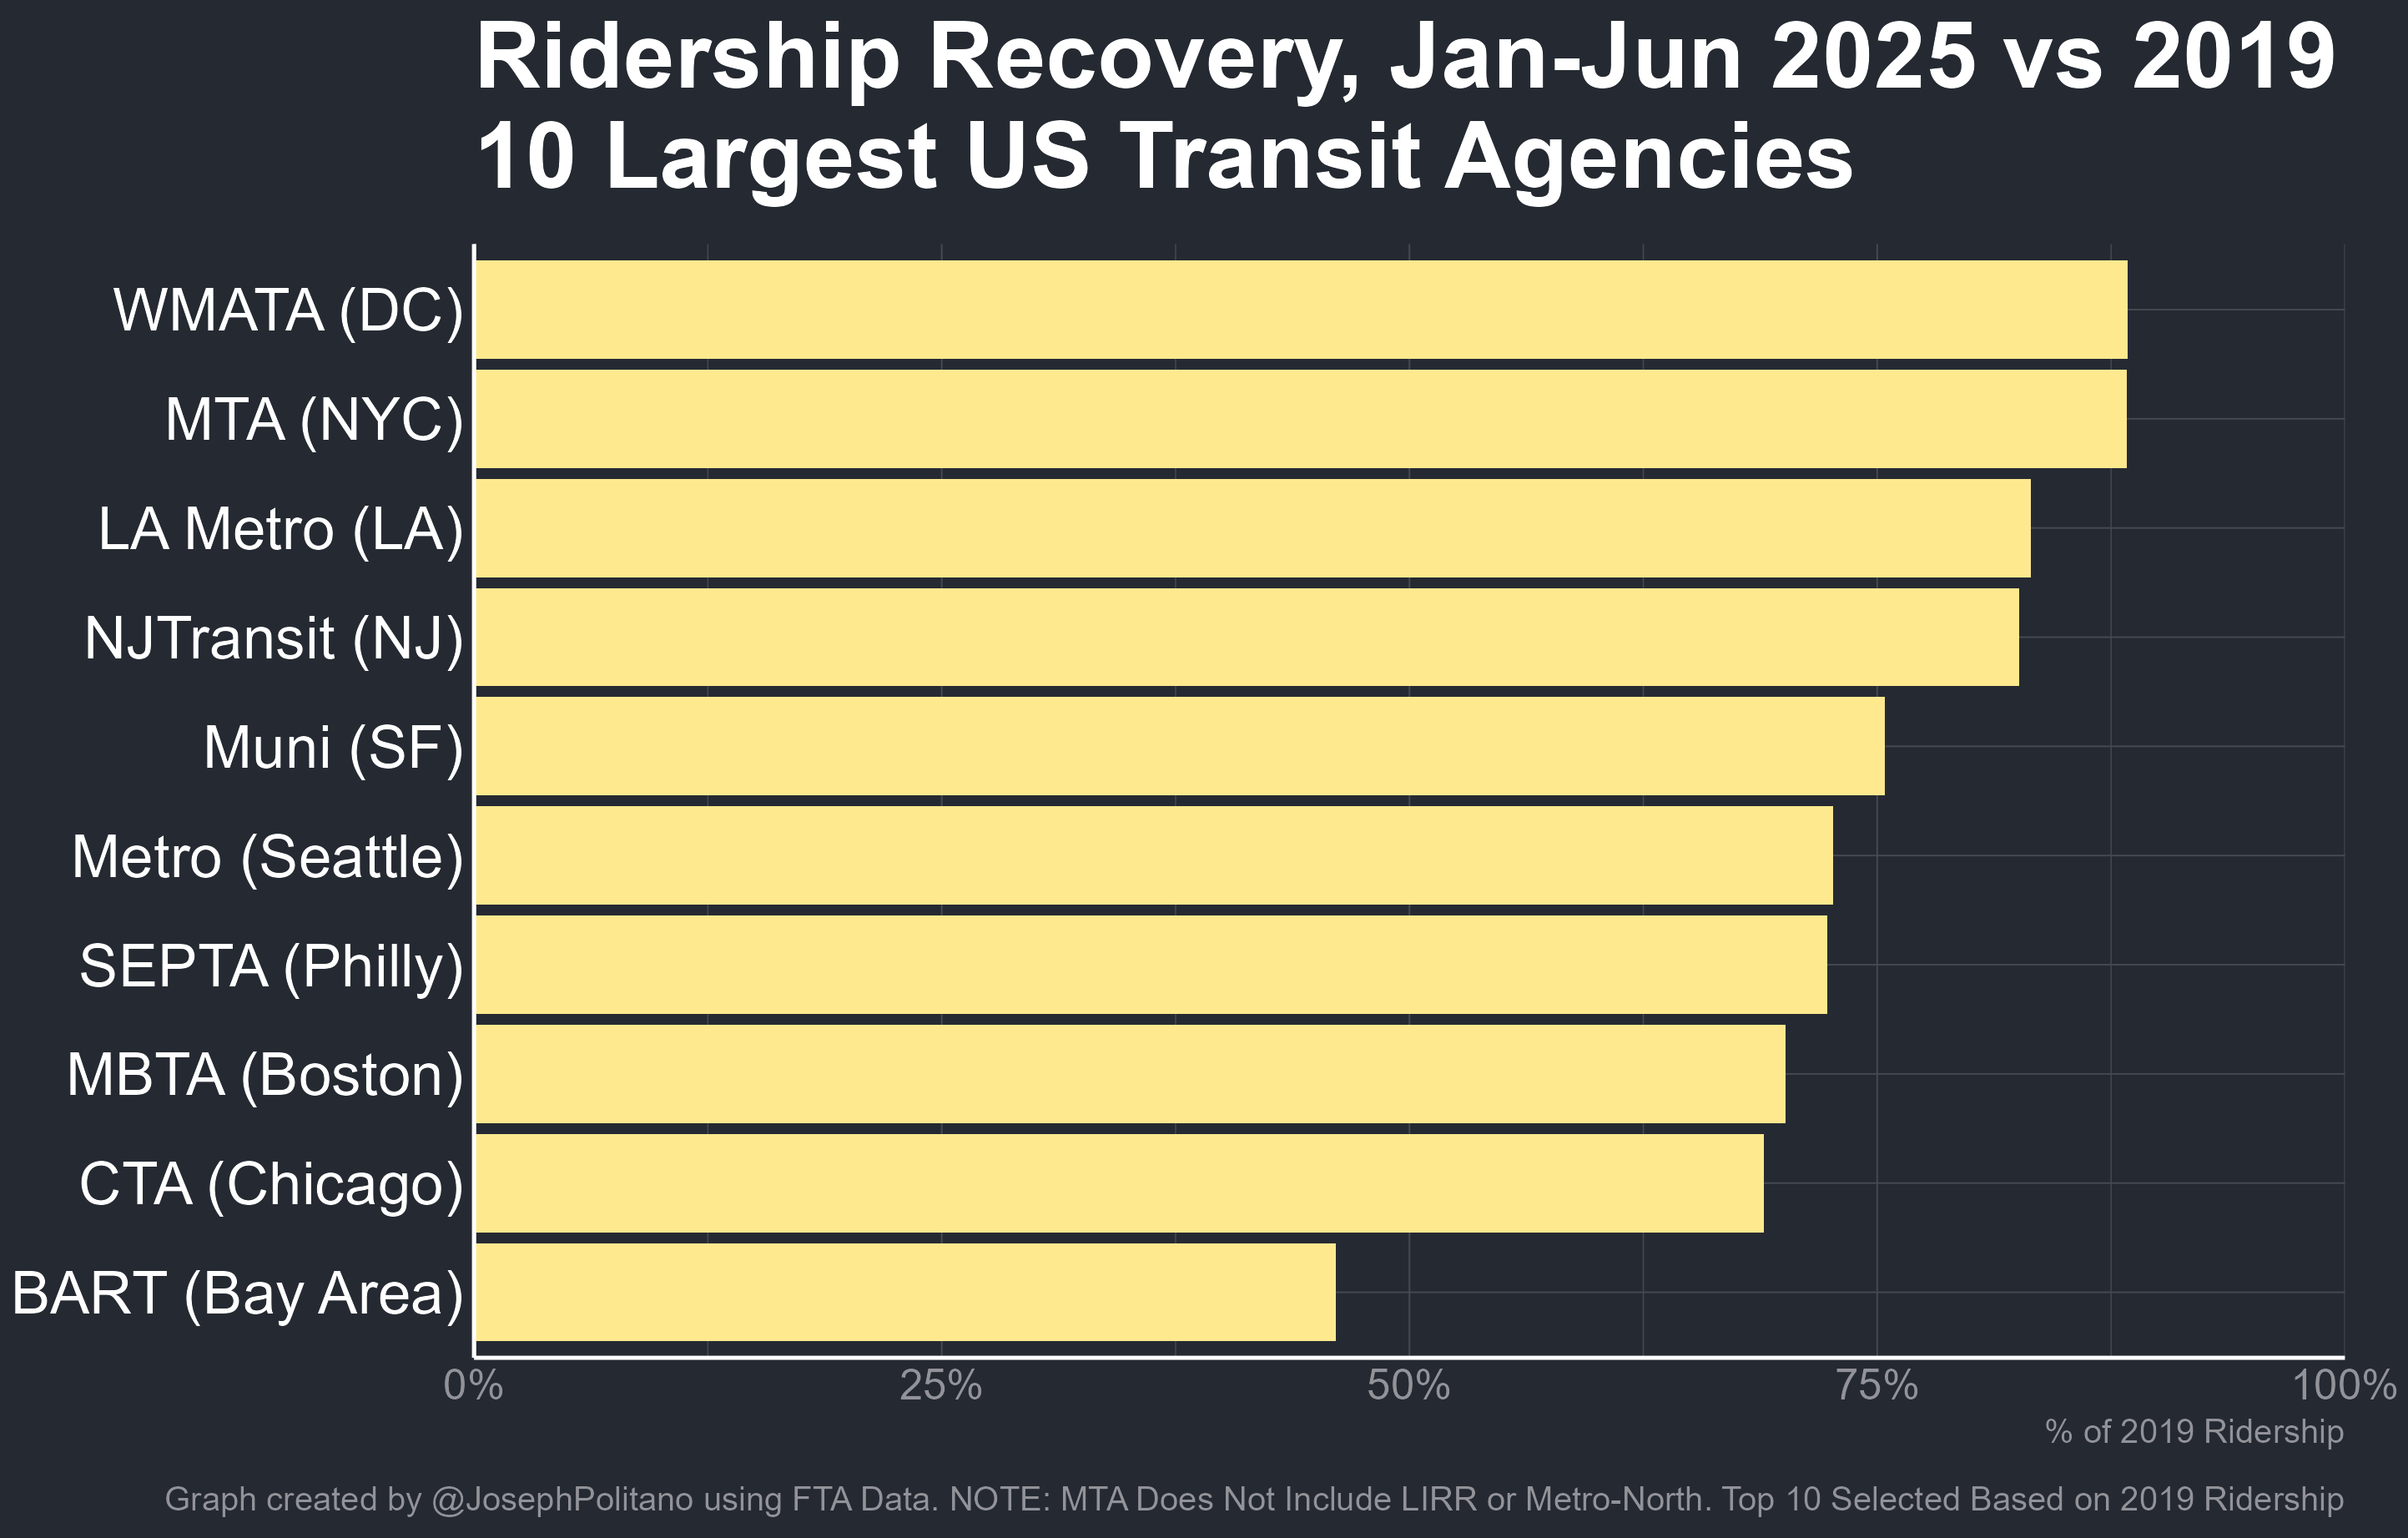 Ridership Recovery, Jan-Jun 2025 vs 2019
10 Largest US Transit Agencies
WMATA (DC)
MTA (NYC)
LA Metro (LA)
NJTransit (NJ)
Muni (SF)
Metro (Seattle)
SEPTA (Philly)
MBTA (Boston)
CTA (Chicago)
BART (Bay Area)
0% 25% 50% 75% 100%
% of 2019 Ridership
Graph created by @JosephPolitano using FTA Data. NOTE: MTA Does Not Include LIRR or Metro-North. Top 10 Selected Based on 2019 Ridership